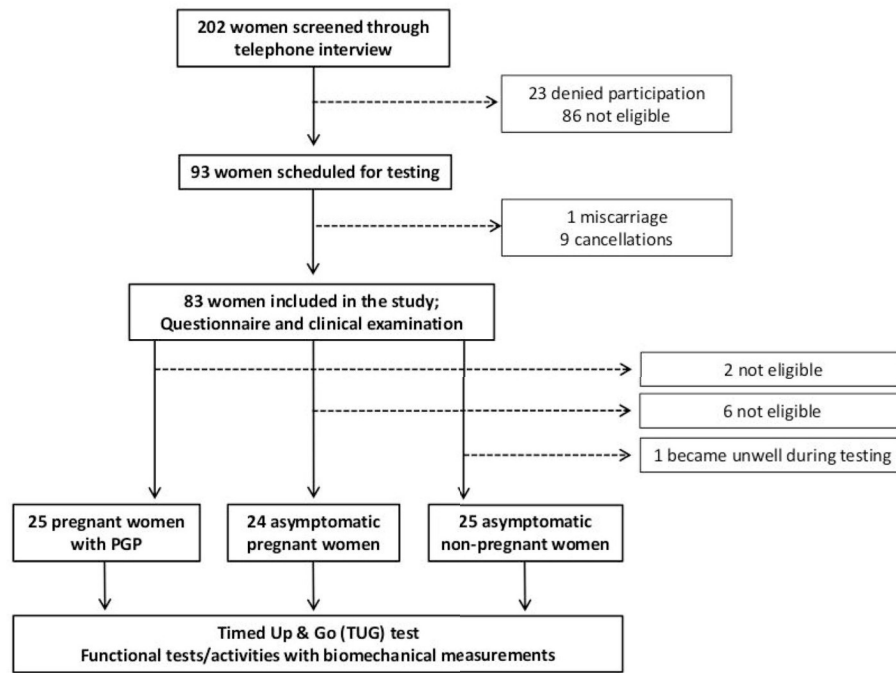 202 women screened through
telephone interview
23 denied participation
86 not eligible
93 women scheduled for testing
1 miscarriage
9 cancellations
83 women included in the study;
Questionnaire and clinical examination
2 not eligible
6 not eligible
1 became unwell during testing
25 pregnant women
with PGP
24 asymptomatic
pregnant women
25 asymptomatic
non-pregnant women
Timed Up & Go (TUG) test
Functional tests/activities with biomechanical measurements